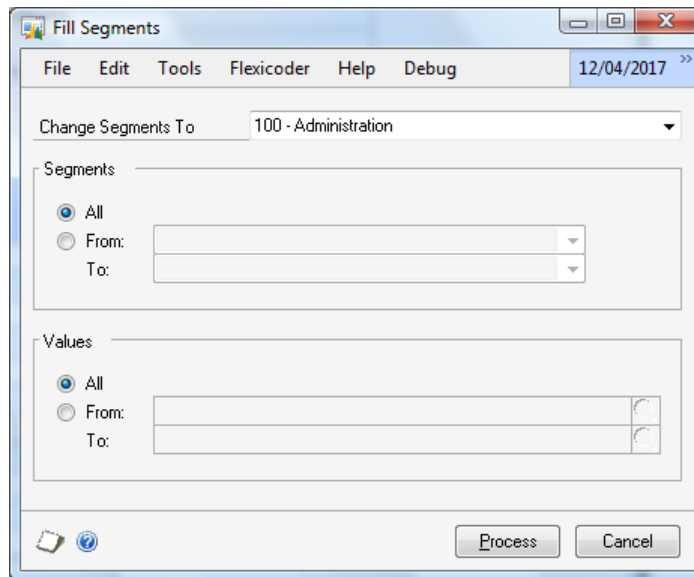 Fill Segments
File Edit Tools Flexicoder Help Debug 12/04/2017 »
Change Segments To 100 - Administration
Segments
All
From:
To:
Values
All
From:
To:
Process Cancel